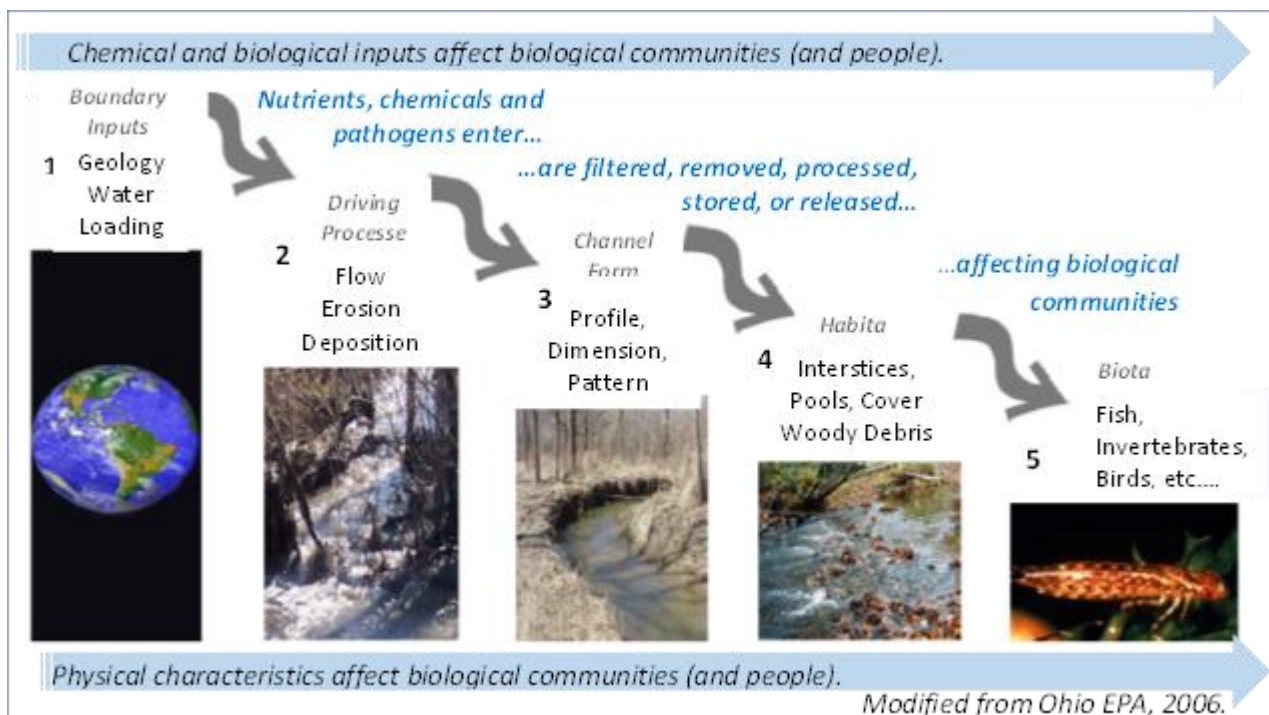 Chemical and biological inputs affect biological communities (and people).
Boundary
Inputs
1
Geology
Water
Loading
Nutrients, chemicals and
pathogens enter...
Driving
Processe
2
Flow
Erosion
Deposition
...are filtered, removed, processed,
stored, or released...
Channel
Form
3
Profile,
Dimension,
Pattern
Habita
4
Interstices,
Pools, Cover
Woody Debris
...affecting biological
communities
Biota
5
Fish,
Invertebrates,
Birds, etc....
Physical characteristics affect biological communities (and people).
Modified from Ohio EPA, 2006.